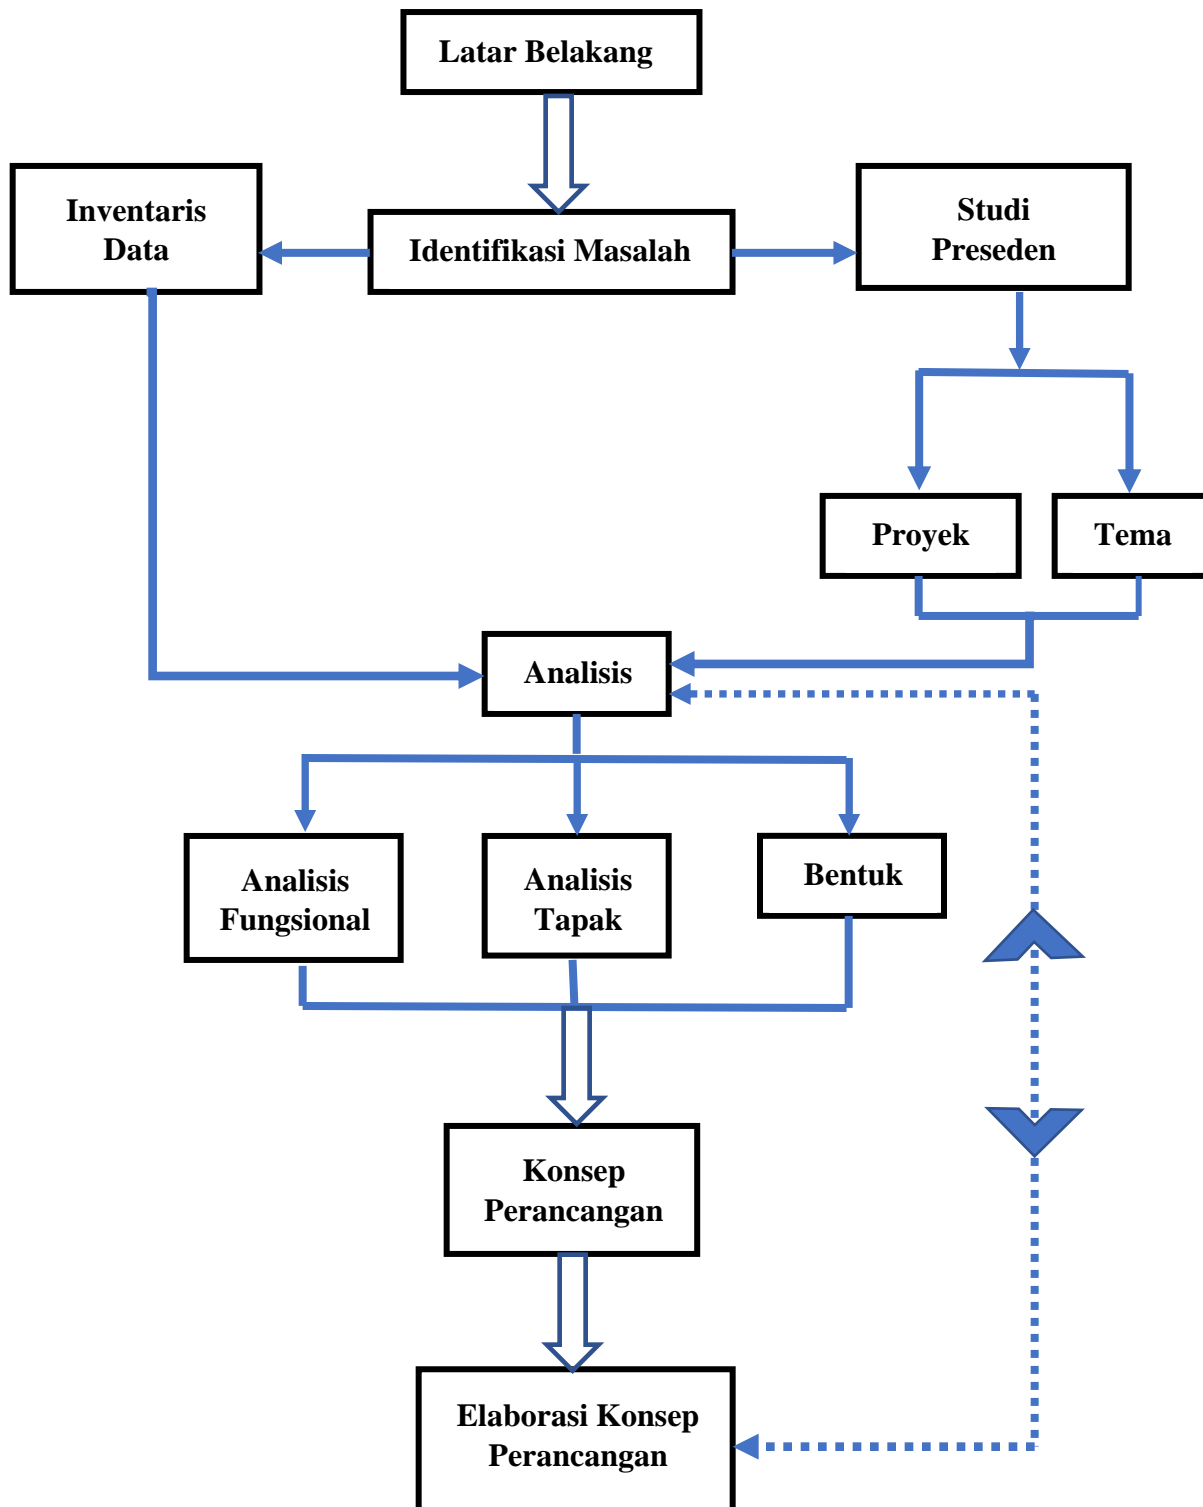 Latar Belakang
Inventaris
Data
Identifikasi Masalah
Studi
Preseden
Proyek
Tema
Analisis
Analisis
Fungsional
Analisis
Tapak
Bentuk
Konsep
Perancangan
Elaborasi Konsep
Perancangan